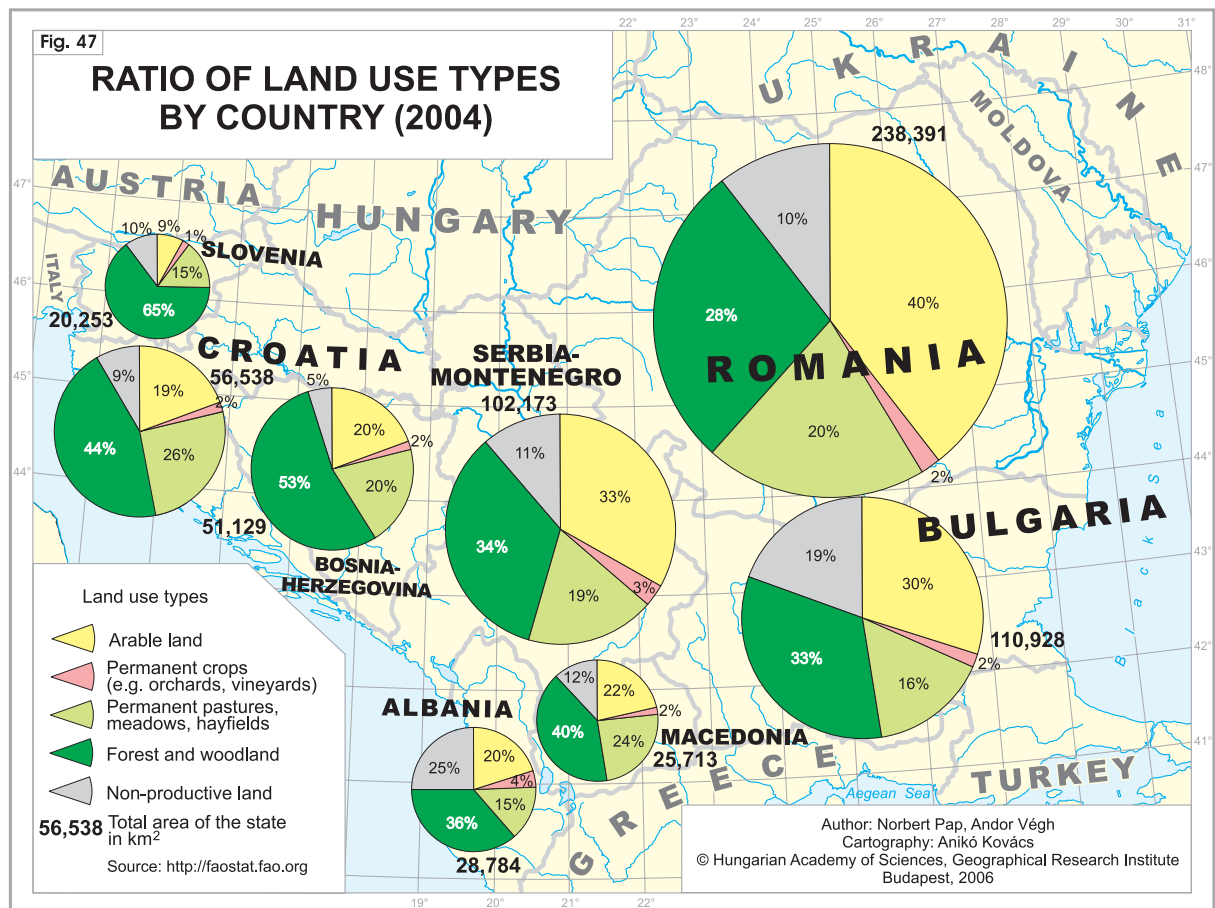 Fig. 47
RATIO OF LAND USE TYPES
BY COUNTRY (2004)
22° 23° 24° 25° 26° 27° 28° 29° 30° 31°
UKRAINE
MOLDOVA
48°
47°
47°
46°
46°
45°
45°
44°
44°
43°
42°
41°
AUSTRIA
HUNGARY
ITALY
SLOVENIA
10%
9%
1%
15%
65%
20,253
CROATIA
56,538
9%
19%
2%
26%
44%
5%
20%
2%
20%
53%
51,129
BOSNIA-
HERZEGOVINA
SERBIA-
MONTENEGRO
102,173
11%
33%
3%
19%
34%
238,391
ROMANIA
10%
40%
2%
20%
28%
BULGARIA
110,928
19%
30%
2%
16%
33%
ALBANIA
25%
20%
4%
15%
36%
28,784
MACEDONIA
25,713
12%
22%
2%
24%
40%
GREECE
TURKEY
Aegean Sea
Black Sea
Land use types
Arable land
Permanent crops
(e.g. orchards, vineyards)
Permanent pastures,
meadows, hayfields
Forest and woodland
Non-productive land
56,538 Total area of the state
in km²
Source: http://faostat.fao.org
19° 20° 21° 22°
Author: Norbert Pap, Andor Végh
Cartography: Anikó Kovács
© Hungarian Academy of Sciences, Geographical Research Institute
Budapest, 2006